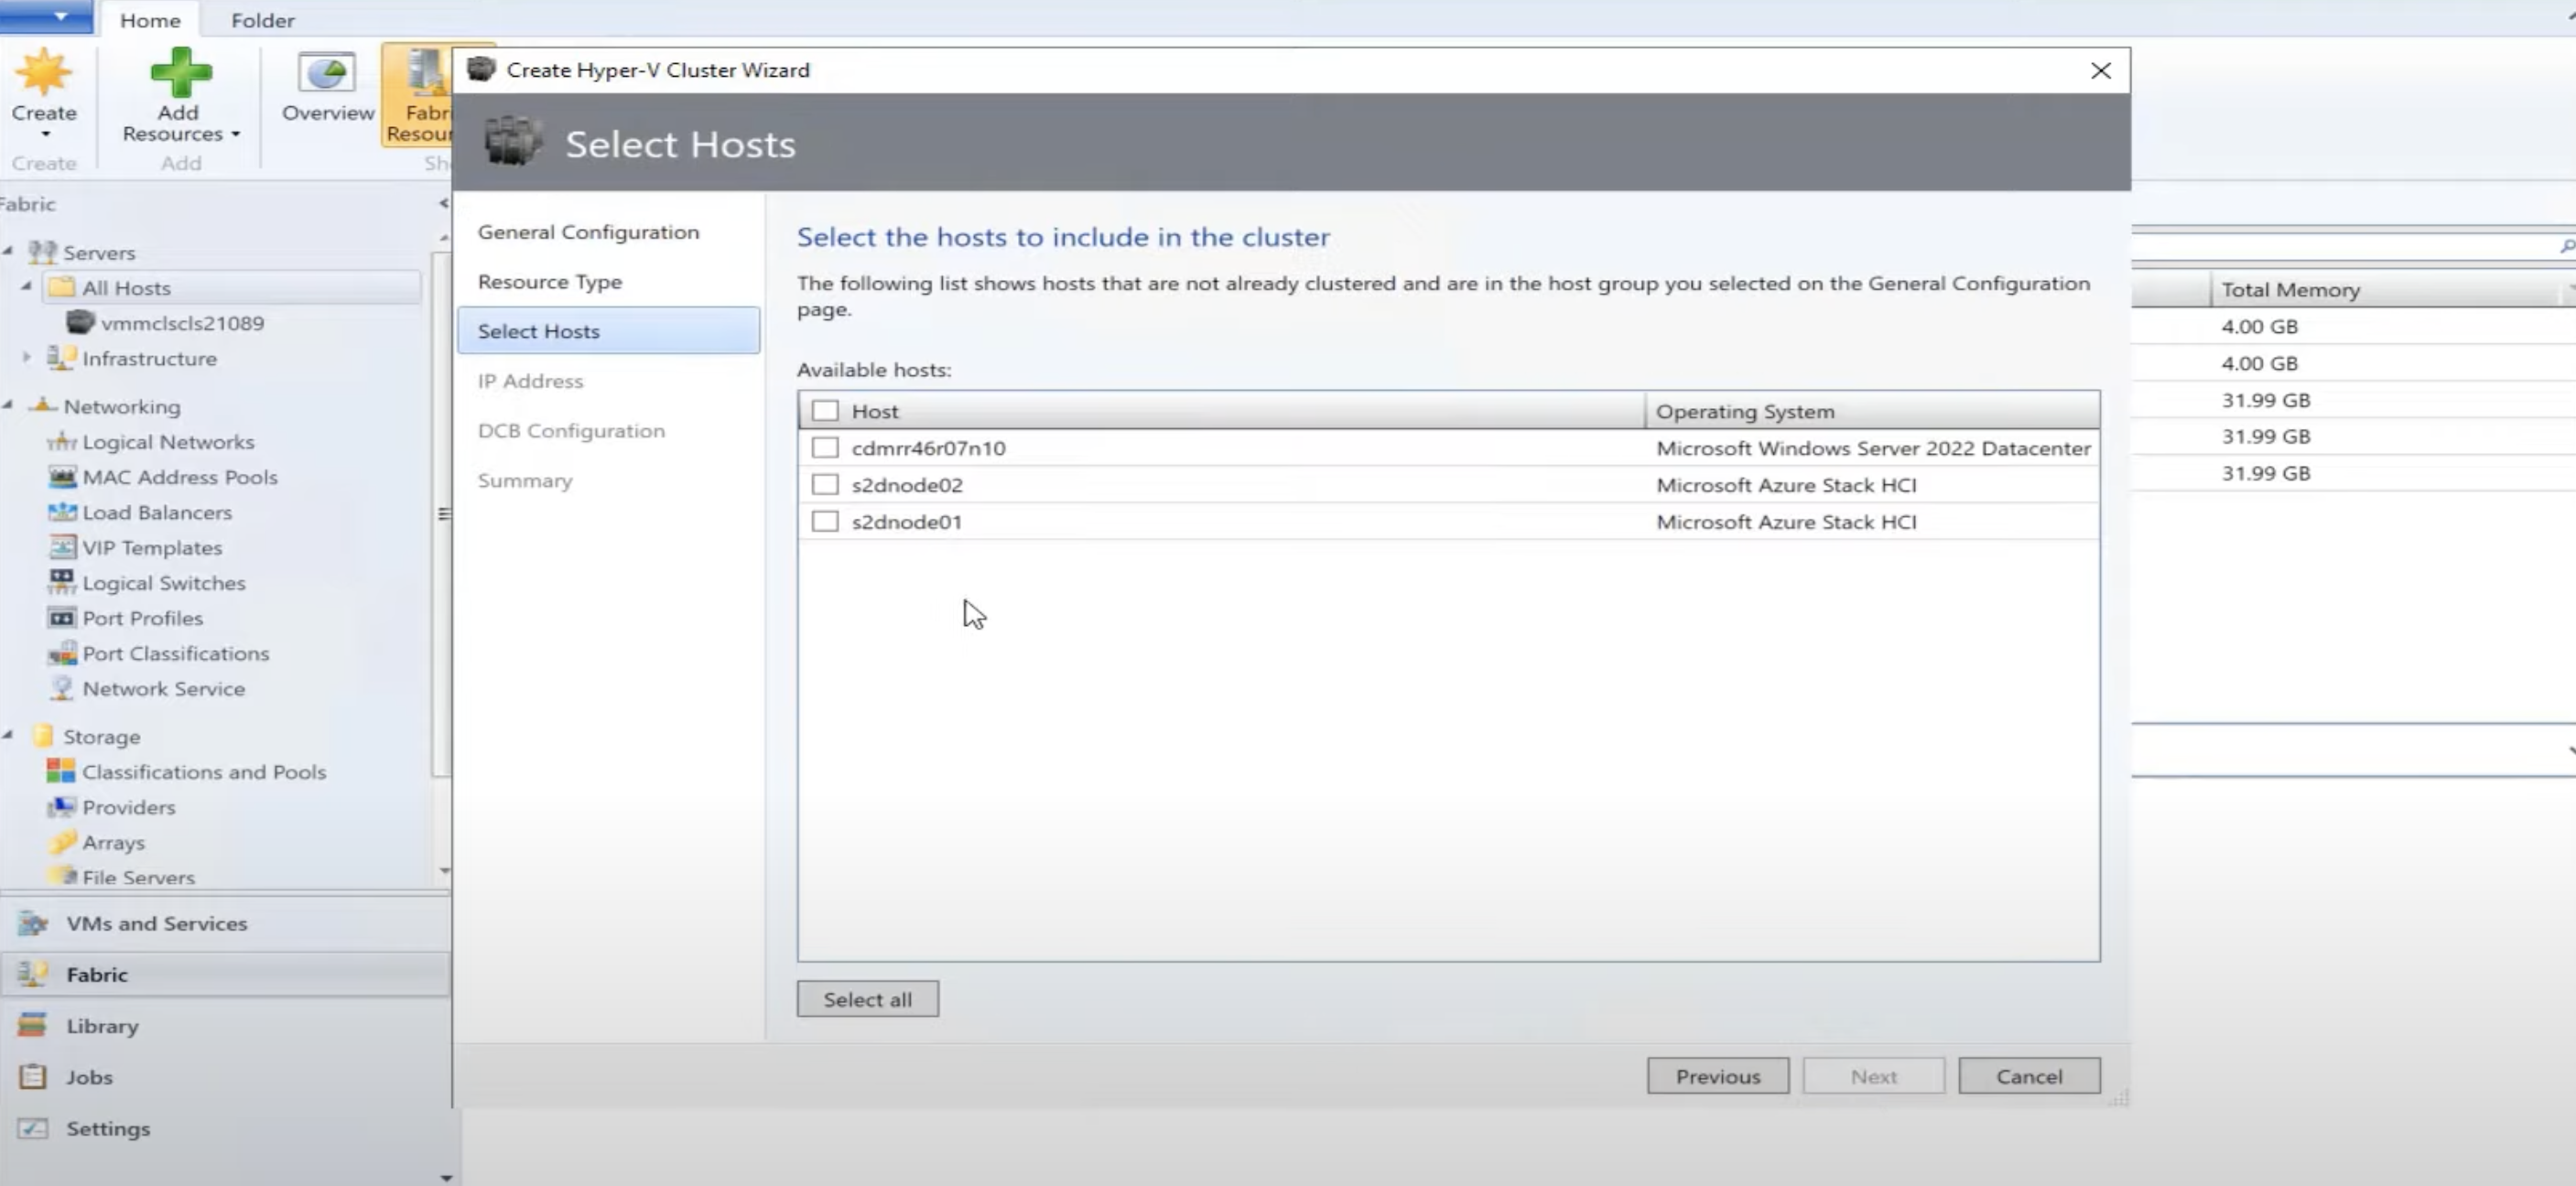 Home
Folder
Create
Add
Resources
Overview
Fabri
Resour
Create
Add
Sh
Create Hyper-V Cluster Wizard
Select Hosts
Fabric
Servers
All Hosts
vmmclscls21089
Infrastructure
Networking
Logical Networks
MAC Address Pools
Load Balancers
VIP Templates
Logical Switches
Port Profiles
Port Classifications
Network Service
Storage
Classifications and Pools
Providers
Arrays
File Servers
VMs and Services
Fabric
Library
Jobs
Settings
General Configuration
Resource Type
Select Hosts
IP Address
DCB Configuration
Summary
Select the hosts to include in the cluster
The following list shows hosts that are not already clustered and are in the host group you selected on the General Configuration
page.
Available hosts:
Host Operating System
cdmrr46r07n10 Microsoft Windows Server 2022 Datacenter
s2dnode02 Microsoft Azure Stack HCI
s2dnode01 Microsoft Azure Stack HCI
Select all
Previous
Next
Cancel
Total Memory
4.00 GB
4.00 GB
31.99 GB
31.99 GB
31.99 GB